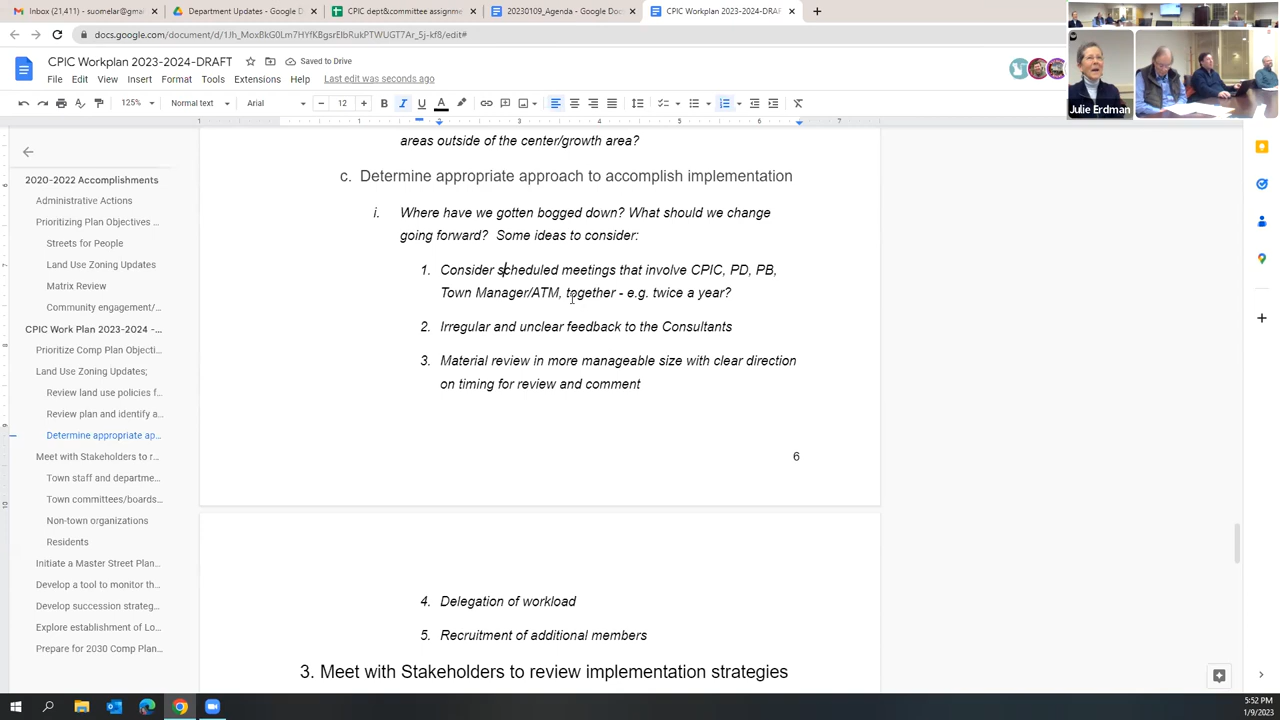 Inbox (21,411) - suomelar@gmail
Department Updates - Google D
CPIC dept&committee assignme
20230109_Agenda - Google Doc
CPIC Workplan 2023-2024-DRAF
docs.google.com/document/d/
CPIC Workplan 2023-2024-DRAFT
Saved to Drive
File Edit View Insert Format Tools Extensions Help Last edit was seconds ago
125% Normal text Arial 12 B I U A
1 1 2 3 4 5 6 7
2020-2022 Accomplishments
Administrative Actions
Prioritizing Plan Objectives ...
Streets for People
Land Use Zoning Updates
Matrix Review
Community engagement/...
CPIC Work Plan 2023-2024 -...
Prioritize Comp Plan Objecti...
Land Use Zoning Updates;
Review land use policies f...
Review plan and identify a...
Determine appropriate ap...
Meet with Stakeholders to r...
Town staff and departme...
Town committees/boards...
Non-town organizations
Residents
Initiate a Master Street Plan...
Develop a tool to monitor th...
Develop succession strateg...
Explore establishment of Lo...
Prepare for 2030 Comp Plan...
areas outside of the center/growth area?
c. Determine appropriate approach to accomplish implementation
i. Where have we gotten bogged down? What should we change
going forward? Some ideas to consider:
1. Consider scheduled meetings that involve CPIC, PD, PB,
Town Manager/ATM, together - e.g. twice a year?
2. Irregular and unclear feedback to the Consultants
3. Material review in more manageable size with clear direction
on timing for review and comment
6
4. Delegation of workload
5. Recruitment of additional members
3. Meet with Stakeholders to review implementation strategies
Julie Erdman
5:52 PM
1/9/2023